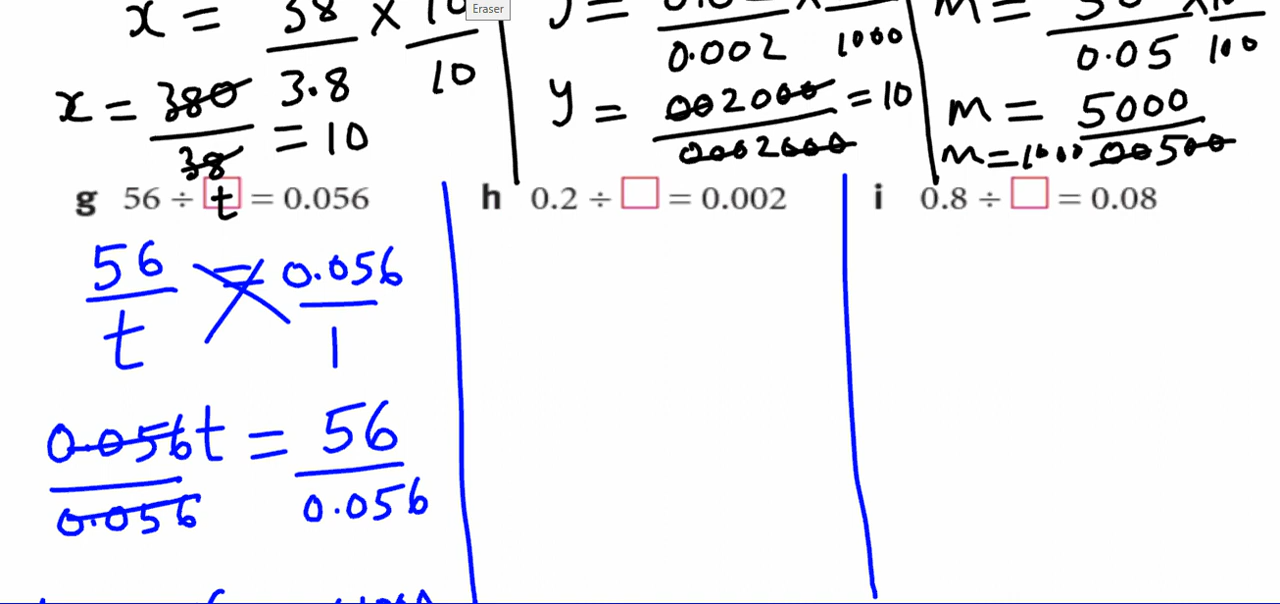 Eraser
x = 38 × 10
3.8 10
x = 380 = 10
38
y =
0.002 1000
y = 002000 = 10
0002000
m =
0.05 100
m = 5000
m = 1000 00500
g 56 ÷ t = 0.056
56 = 0.056
t 1
0.056t = 56
0.056 0.056
h 0.2 ÷ □ = 0.002
i 0.8 ÷ □ = 0.08